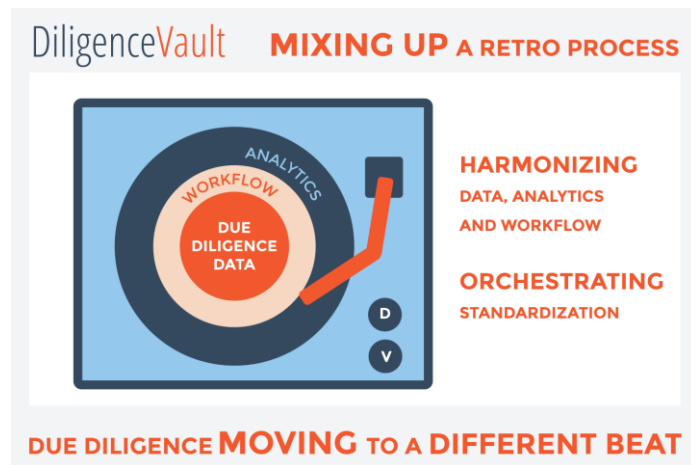 DiligenceVault
MIXING UP A RETRO PROCESS
ANALYTICS
WORKFLOW
DUE
DILIGENCE
DATA
D
V
HARMONIZING
DATA, ANALYTICS
AND WORKFLOW
ORCHESTRATING
STANDARDIZATION
DUE DILIGENCE MOVING TO A DIFFERENT BEAT